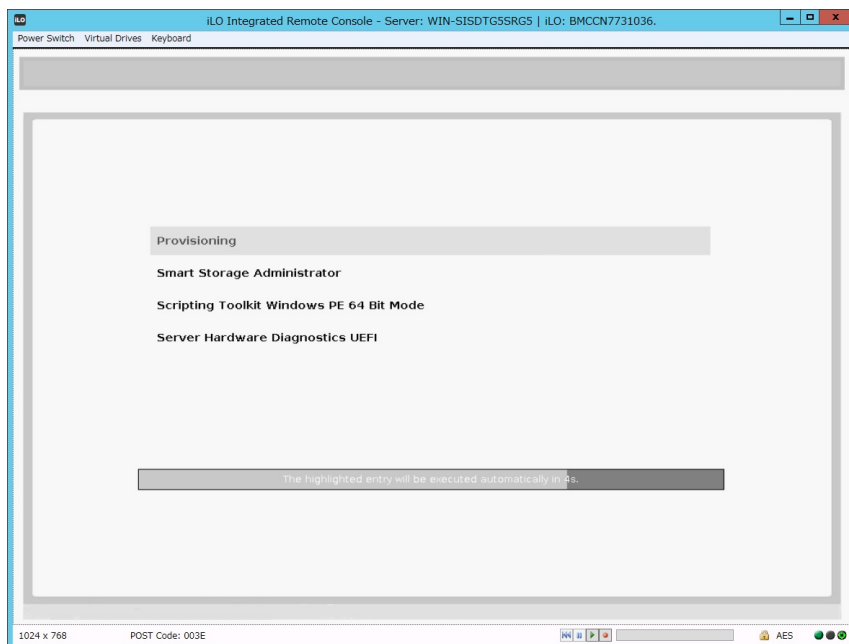 iLO
iLO Integrated Remote Console - Server: WIN-SISDTG5SRG5 | iLO: BMCCN7731036.
Power Switch Virtual Drives Keyboard
Provisioning
Smart Storage Administrator
Scripting Toolkit Windows PE 64 Bit Mode
Server Hardware Diagnostics UEFI
The highlighted entry will be executed automatically in 4s.
1024 x 768 POST Code: 003E AES